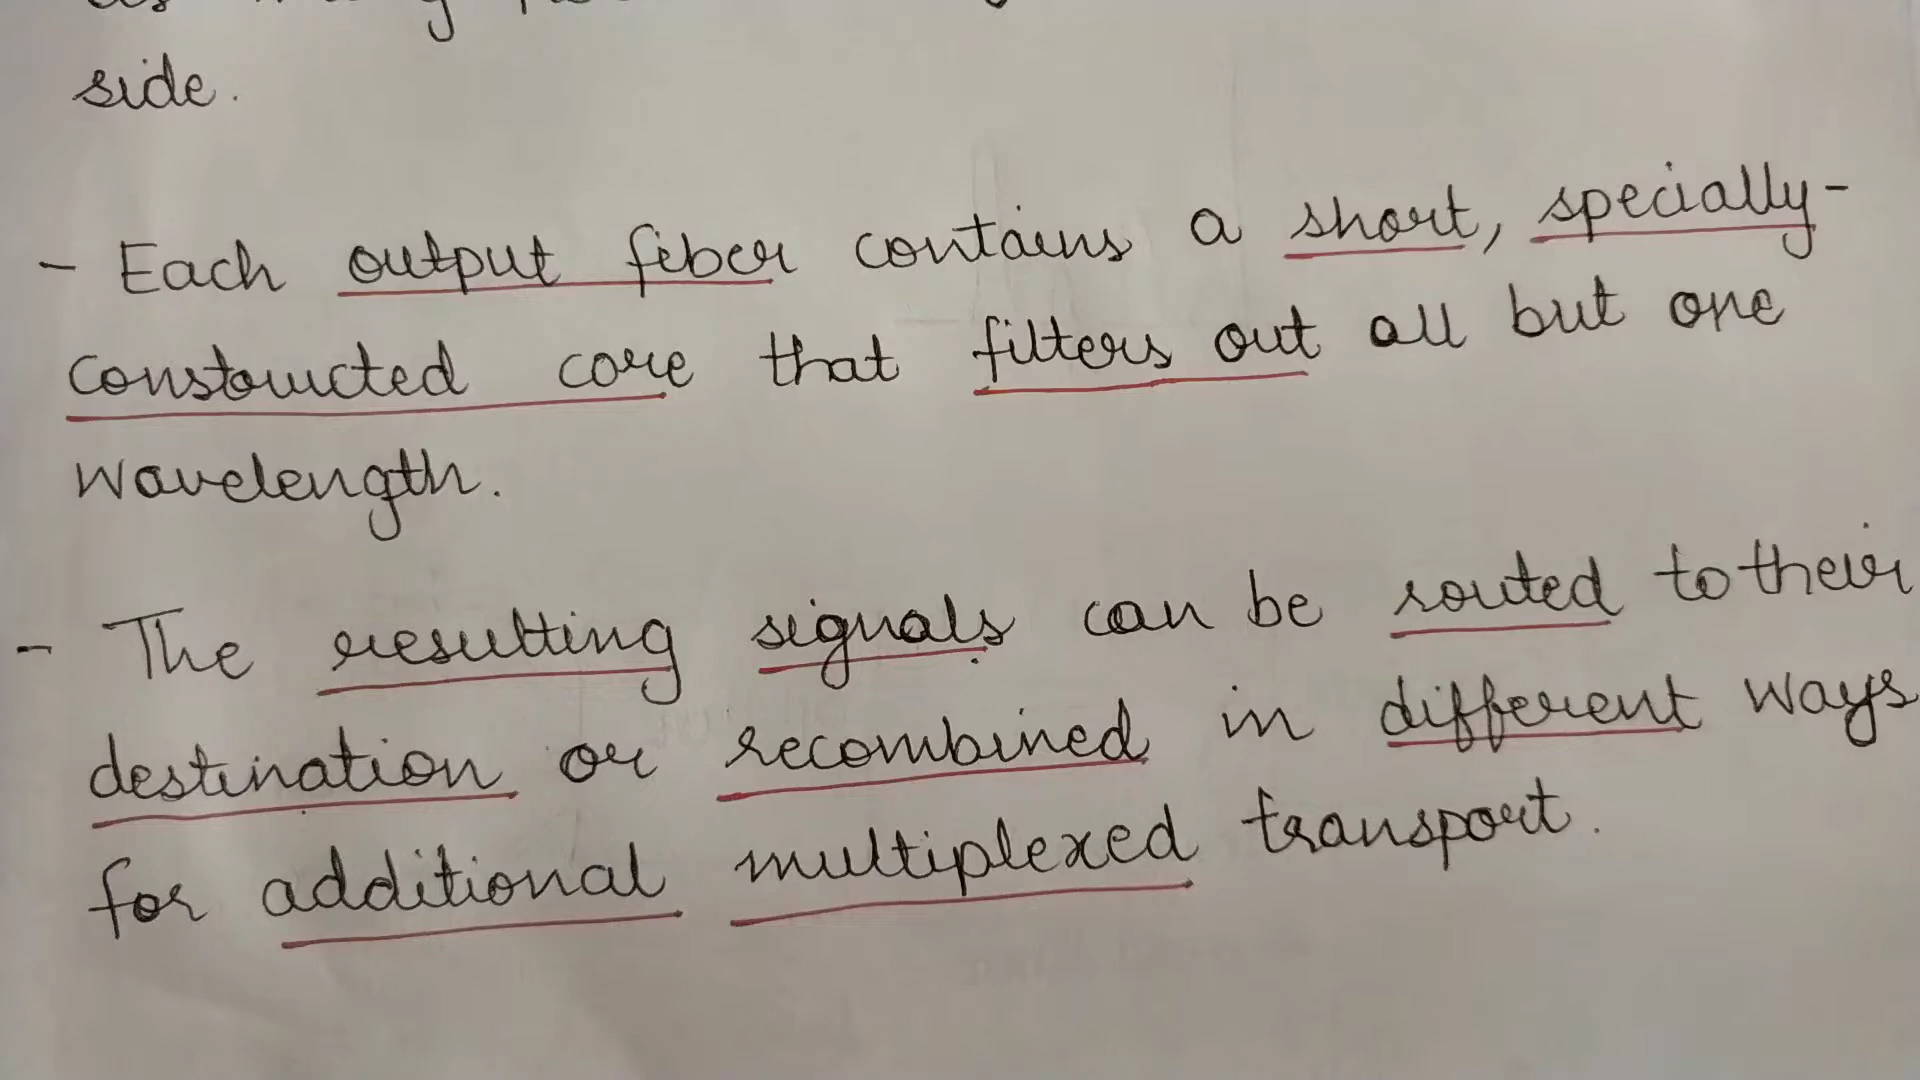 side.
- Each output fiber contains a short, specially-
constructed core that filters out all but one
wavelength.
- The resulting signals can be routed to their
destination or recombined in different ways
for additional multiplexed transport.